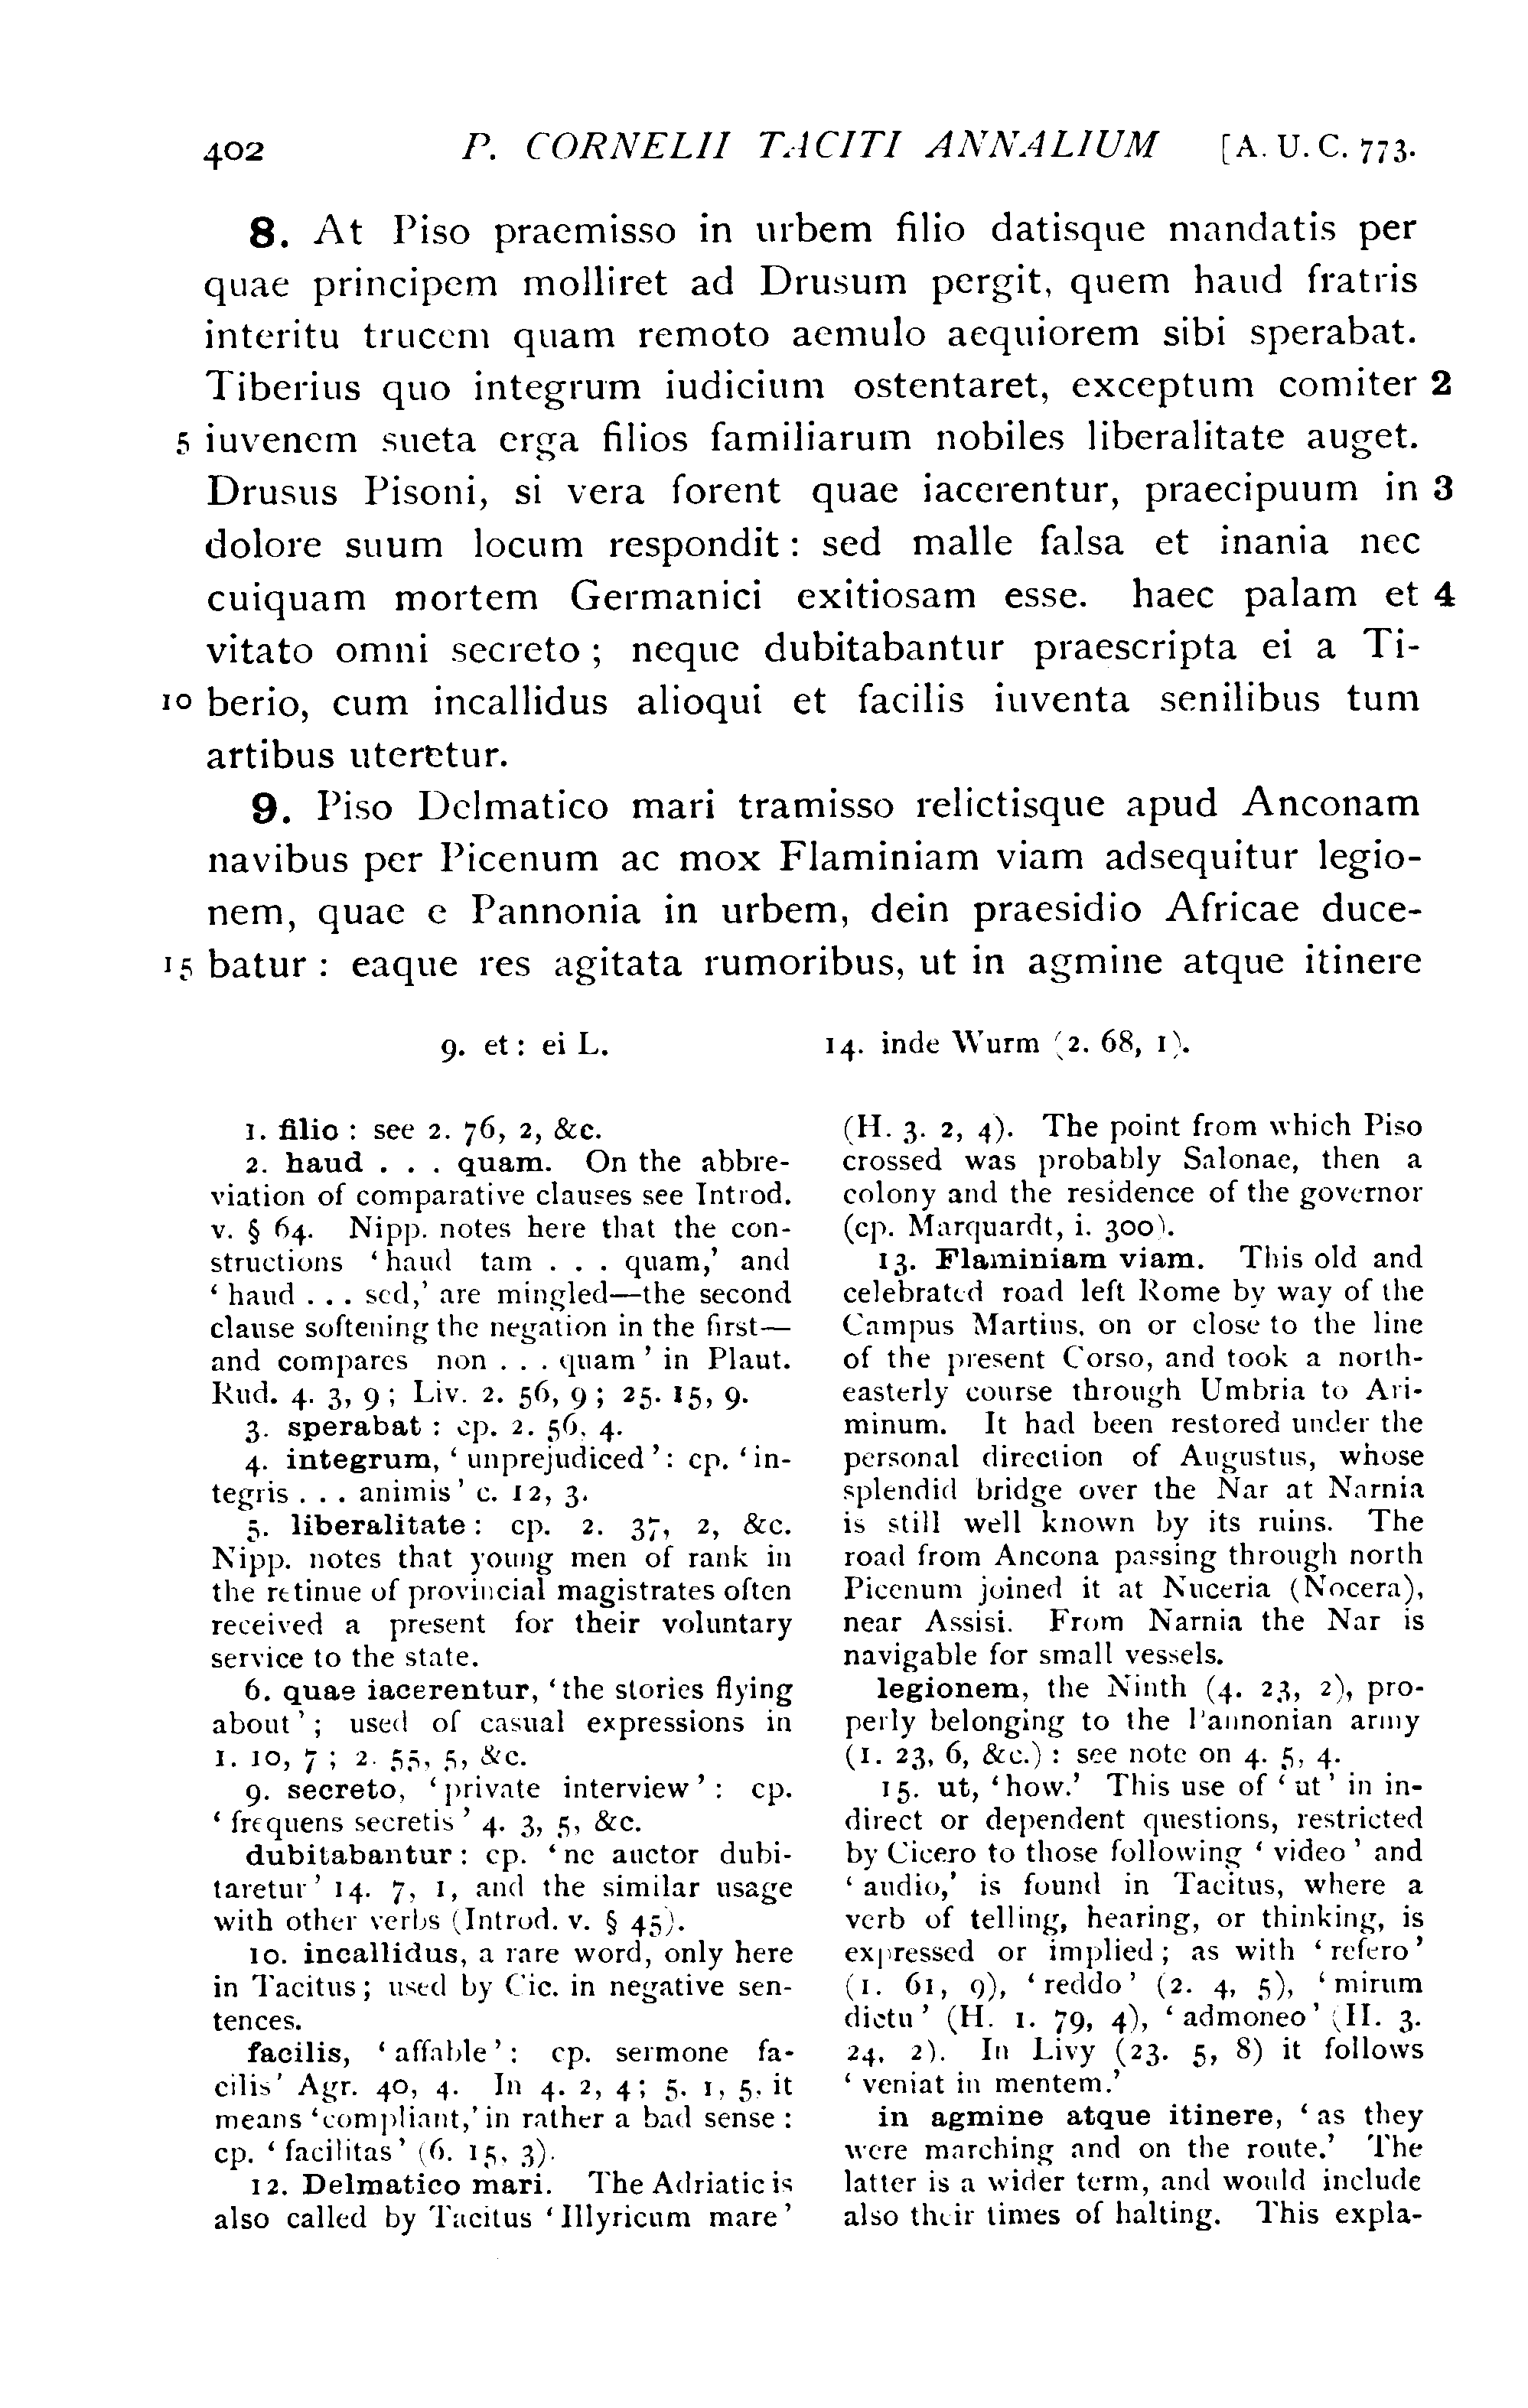 402 P. CORNELII TACITI ANNALIUM [A. U. C. 773.
8. At Piso praemisso in urbem filio datisque mandatis per
quae principem molliret ad Drusum pergit, quem haud fratris
interitu trucem quam remoto aemulo aequiorem sibi sperabat.
Tiberius quo integrum iudicium ostentaret, exceptum comiter 2
5 iuvenem sueta erga filios familiarum nobiles liberalitate auget.
Drusus Pisoni, si vera forent quae iacerentur, praecipuum in 3
dolore suum locum respondit: sed malle falsa et inania nec
cuiquam mortem Germanici exitiosam esse. haec palam et 4
vitato omni secreto; neque dubitabantur praescripta ei a Ti-
10 berio, cum incallidus alioqui et facilis iuventa senilibus tum
artibus uteretur.
9. Piso Delmatico mari tramisso relictisque apud Anconam
navibus per Picenum ac mox Flaminiam viam adsequitur legio-
nem, quae e Pannonia in urbem, dein praesidio Africae duce-
15 batur: eaque res agitata rumoribus, ut in agmine atque itinere
9. et: ei L. 14. inde Wurm (2. 68, 1).
1. filio: see 2. 76, 2, &c.
2. haud . . . quam. On the abbre-
viation of comparative clauses see Introd.
v. § 64. Nipp. notes here that the con-
structions ‘haud tam . . . quam,’ and
‘haud . . . sed,’ are mingled—the second
clause softening the negation in the first—
and compares non . . . quam’ in Plaut.
Rud. 4. 3, 9; Liv. 2. 56, 9; 25. 15, 9.
3. sperabat: cp. 2. 56, 4.
4. integrum, ‘unprejudiced’: cp. ‘in-
tegris . . . animis’ c. 12, 3.
5. liberalitate: cp. 2. 37, 2, &c.
Nipp. notes that young men of rank in
the retinue of provincial magistrates often
received a present for their voluntary
service to the state.
6. quae iacerentur, ‘the stories flying
about’; used of casual expressions in
1. 10, 7; 2. 55, 5, &c.
9. secreto, ‘private interview’: cp.
‘frequens secretis’ 4. 3, 5, &c.
dubitabantur: cp. ‘ne auctor dubi-
taretur’ 14. 7, 1, and the similar usage
with other verbs (Introd. v. § 45).
10. incallidus, a rare word, only here
in Tacitus; used by Cic. in negative sen-
tences.
facilis, ‘affable’: cp. sermone fa-
cilis’ Agr. 40, 4. In 4. 2, 4; 5. 1, 5, it
means ‘compliant,’ in rather a bad sense:
cp. ‘facilitas’ (6. 15, 3).
12. Delmatico mari. The Adriatic is
also called by Tacitus ‘Illyricum mare’
(H. 3. 2, 4). The point from which Piso
crossed was probably Salonae, then a
colony and the residence of the governor
(cp. Marquardt, i. 300).
13. Flaminiam viam. This old and
celebrated road left Rome by way of the
Campus Martius, on or close to the line
of the present Corso, and took a north-
easterly course through Umbria to Ari-
minum. It had been restored under the
personal direction of Augustus, whose
splendid bridge over the Nar at Narnia
is still well known by its ruins. The
road from Ancona passing through north
Picenum joined it at Nuceria (Nocera),
near Assisi. From Narnia the Nar is
navigable for small vessels.
legionem, the Ninth (4. 23, 2), pro-
perly belonging to the Pannonian army
(1. 23, 6, &c.): see note on 4. 5, 4.
15. ut, ‘how.’ This use of ‘ut’ in in-
direct or dependent questions, restricted
by Cicero to those following ‘video’ and
‘audio,’ is found in Tacitus, where a
verb of telling, hearing, or thinking, is
expressed or implied; as with ‘refero’
(1. 61, 9), ‘reddo’ (2. 4, 5), ‘mirum
dictu’ (H. 1. 79, 4), ‘admoneo’ (H. 3.
24, 2). In Livy (23. 5, 8) it follows
‘veniat in mentem.’
in agmine atque itinere, ‘as they
were marching and on the route.’ The
latter is a wider term, and would include
also their times of halting. This expla-